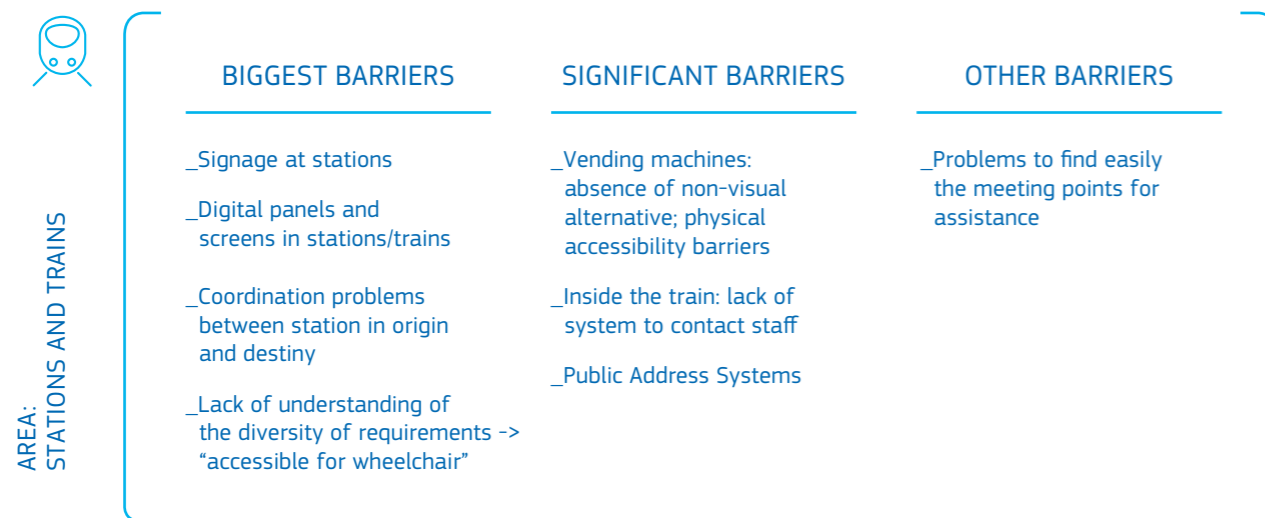 AREA:
STATIONS AND TRAINS
BIGGEST BARRIERS
_Signage at stations
_Digital panels and
screens in stations/trains
_Coordination problems
between station in origin
and destiny
_Lack of understanding of
the diversity of requirements ->
“accessible for wheelchair”
SIGNIFICANT BARRIERS
_Vending machines:
absence of non-visual
alternative; physical
accessibility barriers
_Inside the train: lack of
system to contact staff
_Public Address Systems
OTHER BARRIERS
_Problems to find easily
the meeting points for
assistance